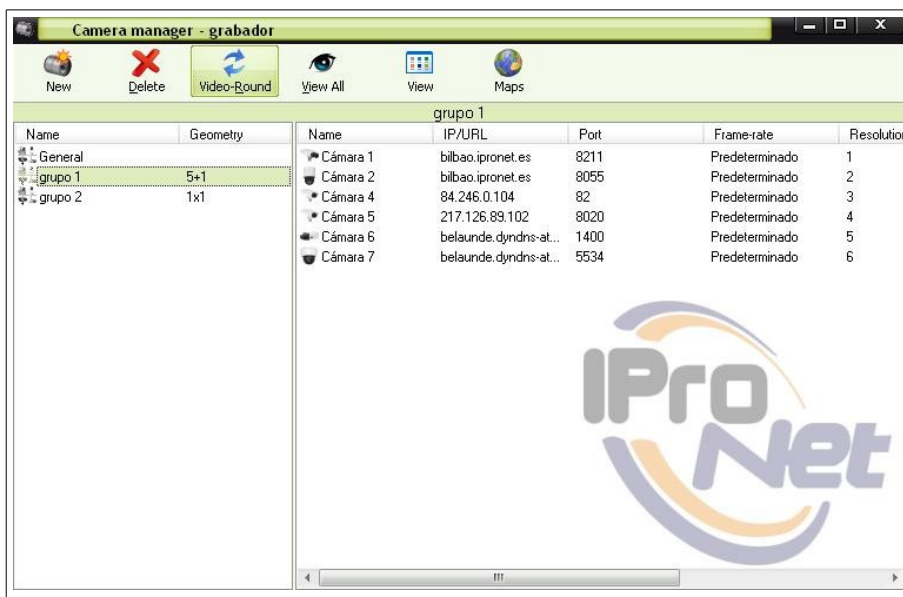 Camera manager - grabador
New Delete Video-Round View All View Maps
grupo 1
Name Geometry Name IP/URL Port Frame-rate Resolution
General Cámara 1 bilbao.ipronet.es 8211 Predeterminado 1
grupo 1 5+1 Cámara 2 bilbao.ipronet.es 8055 Predeterminado 2
grupo 2 1x1 Cámara 4 84.246.0.104 82 Predeterminado 3
Cámara 5 217.126.89.102 8020 Predeterminado 4
Cámara 6 belaunde.dyndns-at... 1400 Predeterminado 5
Cámara 7 belaunde.dyndns-at... 5534 Predeterminado 6
IPro
Net